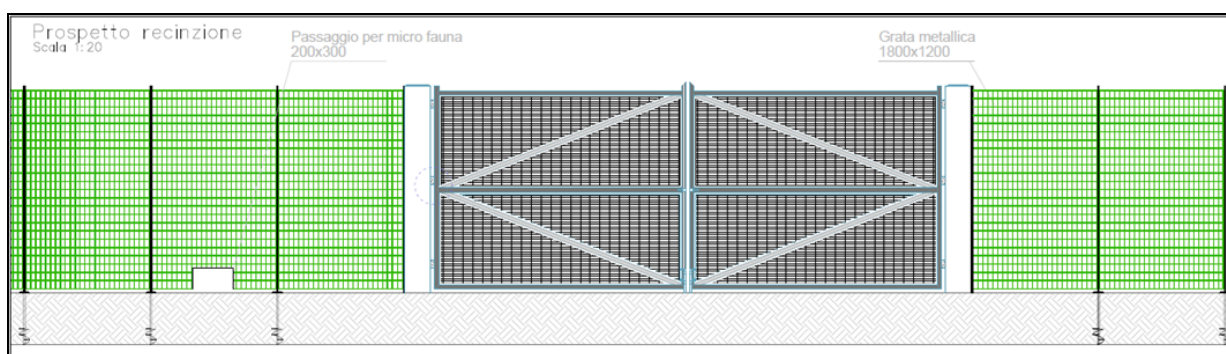 Prospetto recinzione
Scala 1:20
Passaggio per micro fauna
200x300
Grata metallica
1800x1200